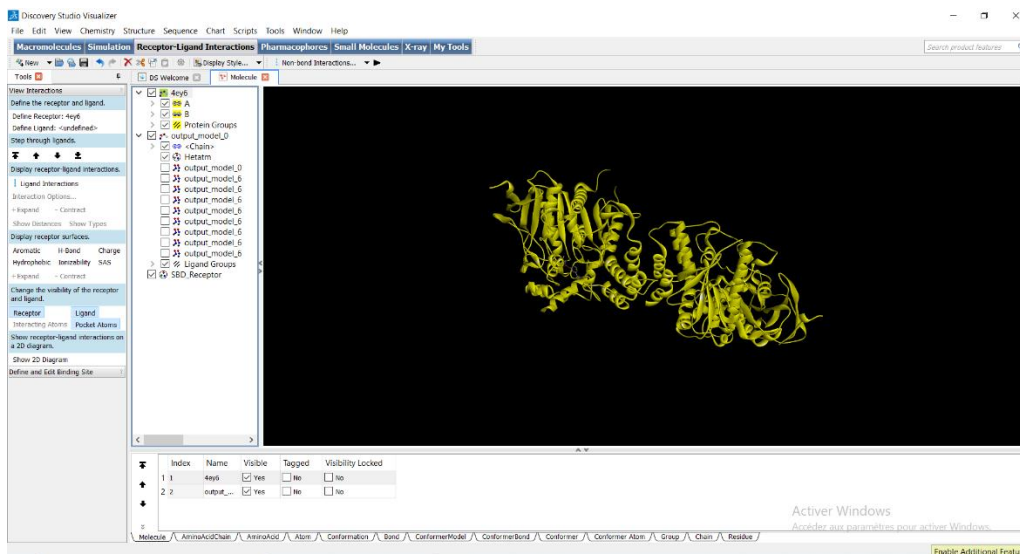 Discovery Studio Visualizer
File Edit View Chemistry Structure Sequence Chart Scripts Tools Window Help
Macromolecules Simulation Receptor-Ligand Interactions Pharmacophores Small Molecules X-ray My Tools
Search product features
New Display Style... Non-bond Interactions...
Tools DS Welcome Molecule
View Interactions
Define the receptor and ligand.
Define Receptor: 4ey6
Define Ligand: <undefined>
Step through ligands.
Display receptor-ligand interactions.
Ligand Interactions
Interaction Options...
+ Expand - Contract
Show Distances Show Types
Display receptor surfaces.
Aromatic H-Bond Charge
Hydrophobic Ionizability SAS
+ Expand - Contract
Change the visibility of the receptor
and ligand.
Receptor Ligand
Interacting Atoms Pocket Atoms
Show receptor-ligand interactions on
a 2D diagram.
Show 2D Diagram
Define and Edit Binding Site
4ey6
A
B
Protein Groups
output_model_0
<Chain>
Hetatm
output_model_0
output_model_6
output_model_6
output_model_6
output_model_6
output_model_6
output_model_6
output_model_6
output_model_6
Ligand Groups
SBD_Receptor
Index Name Visible Tagged Visibility Locked
1 1 4ey6 Yes No No
2 2 output_... Yes No No
Activer Windows
Accédez aux paramètres pour activer Windows.
Molecule AminoAcidChain AminoAcid Atom Conformation Bond ConformerModel ConformerBond Conformer Conformer Atom Group Chain Residue
Enable Additional Featu